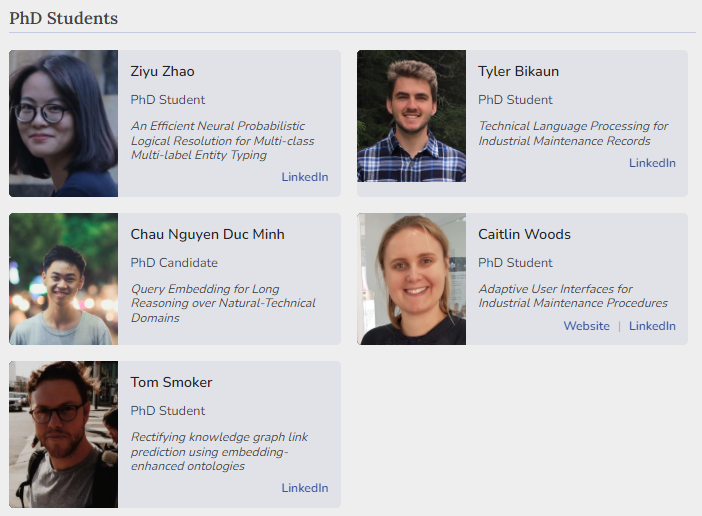 PhD Students
Ziyu Zhao
PhD Student
An Efficient Neural Probabilistic
Logical Resolution for Multi-class
Multi-label Entity Typing
LinkedIn
Tyler Bikaun
PhD Student
Technical Language Processing for
Industrial Maintenance Records
LinkedIn
Chau Nguyen Duc Minh
PhD Candidate
Query Embedding for Long
Reasoning over Natural-Technical
Domains
Caitlin Woods
PhD Student
Adaptive User Interfaces for
Industrial Maintenance Procedures
Website | LinkedIn
Tom Smoker
PhD Student
Rectifying knowledge graph link
prediction using embedding-
enhanced ontologies
LinkedIn